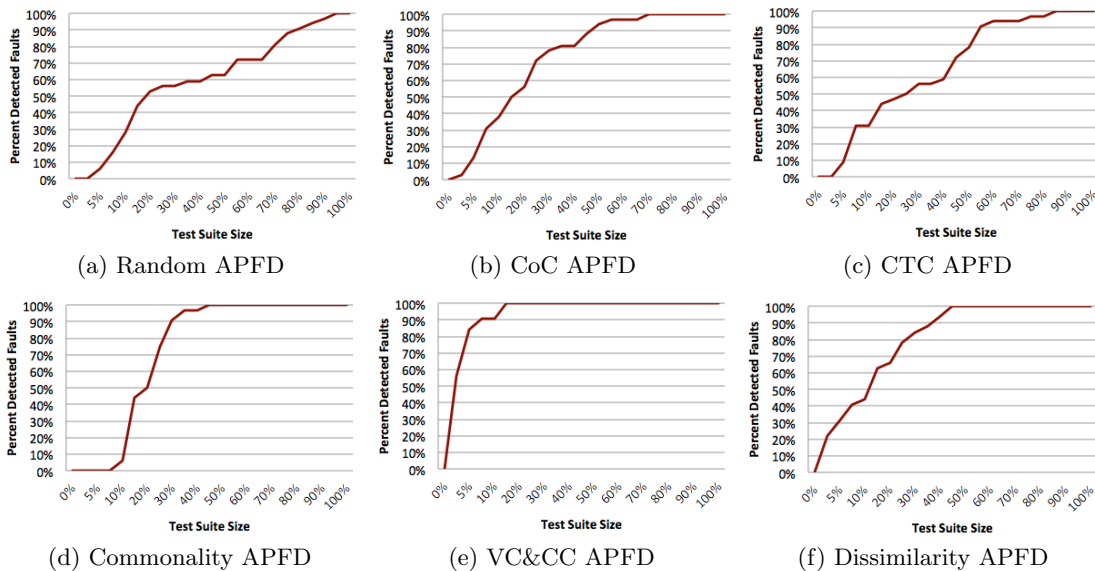 Percent Detected Faults
100%
90%
80%
70%
60%
50%
40%
30%
20%
10%
0%
0% 5% 10% 20% 30% 40% 50% 60% 70% 80% 90% 100%
Test Suite Size
(a) Random APFD
Percent Detected Faults
100%
90%
80%
70%
60%
50%
40%
30%
20%
10%
0%
0% 5% 10% 20% 30% 40% 50% 60% 70% 80% 90% 100%
Test Suite Size
(b) CoC APFD
Percent Detected Faults
100%
90%
80%
70%
60%
50%
40%
30%
20%
10%
0%
0% 5% 10% 20% 30% 40% 50% 60% 70% 80% 90% 100%
Test Suite Size
(c) CTC APFD
Percent Detected Faults
100%
90%
80%
70%
60%
50%
40%
30%
20%
10%
0%
0% 5% 10% 20% 30% 40% 50% 60% 70% 80% 90% 100%
Test Suite Size
(d) Commonality APFD
Percent Detected Faults
100%
90%
80%
70%
60%
50%
40%
30%
20%
10%
0%
0% 5% 10% 20% 30% 40% 50% 60% 70% 80% 90% 100%
Test Suite Size
(e) VC&CC APFD
Percent Detected Faults
100%
90%
80%
70%
60%
50%
40%
30%
20%
10%
0%
0% 5% 10% 20% 30% 40% 50% 60% 70% 80% 90% 100%
Test Suite Size
(f) Dissimilarity APFD